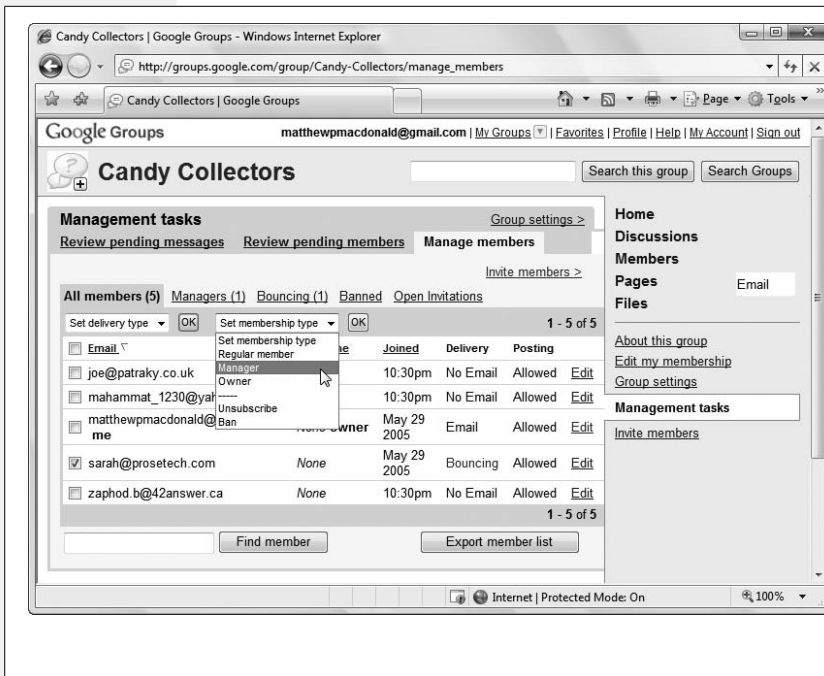 Candy Collectors | Google Groups - Windows Internet Explorer
http://groups.google.com/group/Candy-Collectors/manage_members
Candy Collectors | Google Groups
Page Tools
Google Groups matthewpmacdonald@gmail.com | My Groups | Favorites | Profile | Help | My Account | Sign out
Candy Collectors
Search this group Search Groups
Management tasks Group settings >
Review pending messages Review pending members Manage members
Invite members >
All members (5) Managers (1) Bouncing (1) Banned Open Invitations
Set delivery type OK Set membership type OK 1 - 5 of 5
Set membership type
Regular member
Manager
Owner
-----
Unsubscribe
Ban
Email Joined Delivery Posting
joe@patraky.co.uk 10:30pm No Email Allowed Edit
mahammat_1230@yah 10:30pm No Email Allowed Edit
matthewpmacdonald@ me owner May 29 2005 Email Allowed Edit
sarah@prosetech.com None May 29 2005 Bouncing Allowed Edit
zaphod.b@42answer.ca None 10:30pm No Email Allowed Edit
1 - 5 of 5
Find member Export member list
Home
Discussions
Members
Pages
Email
Files
About this group
Edit my membership
Group settings
Management tasks
Invite members
Internet | Protected Mode: On 100%